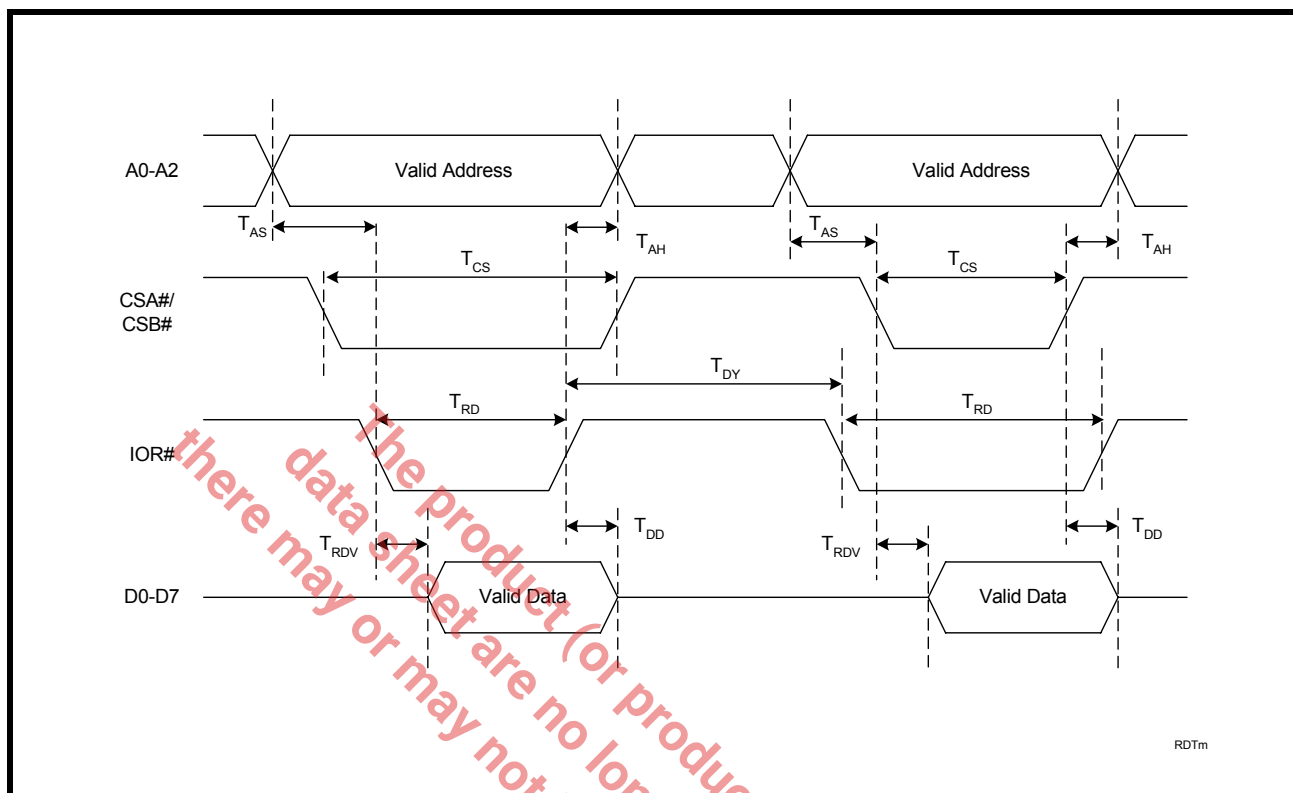 A0-A2
Valid Address
Valid Address
TAS
TAH
TAS
TAH
TCS
TCS
CSA#/
CSB#
TDY
TRD
TRD
IOR#
TRDV
TDD
TRDV
TDD
D0-D7
Valid Data
Valid Data
RDTm
The product (or produc
data sheet are no lon
there may or may not